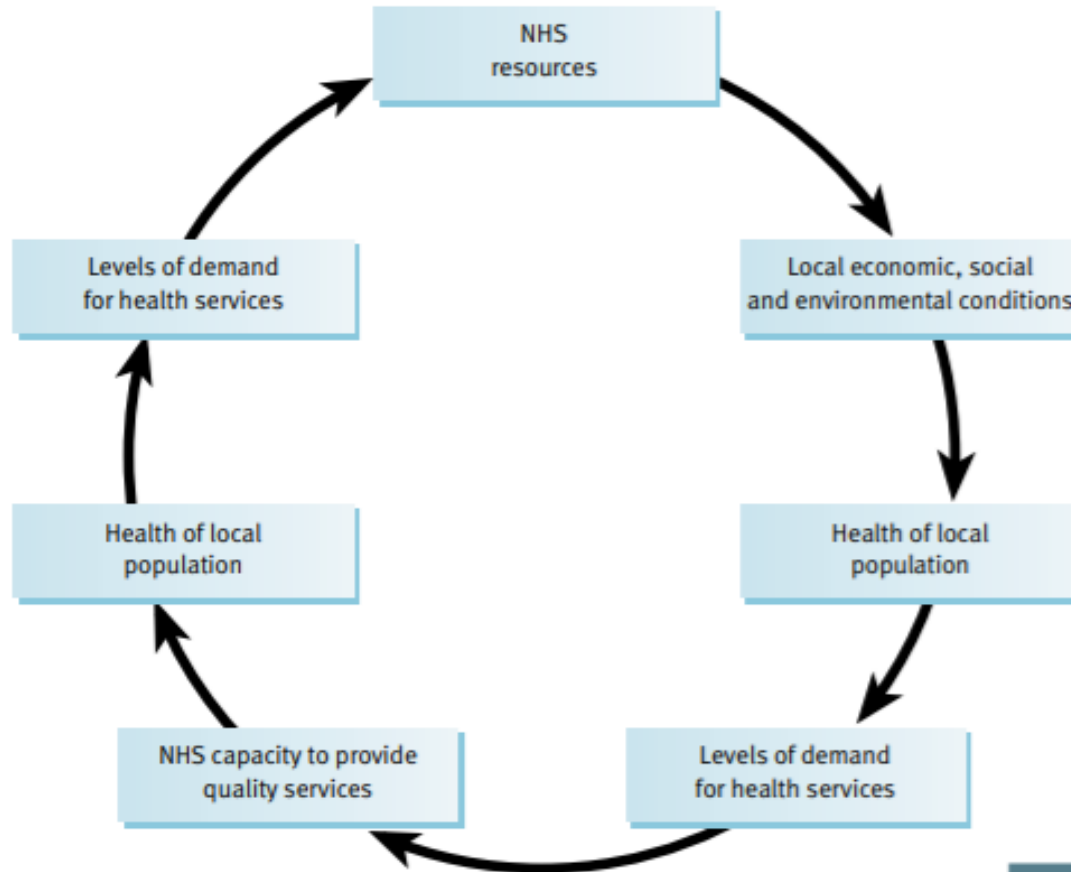 NHS
resources
Levels of demand
for health services
Local economic, social
and environmental conditions
Health of local
population
Health of local
population
NHS capacity to provide
quality services
Levels of demand
for health services